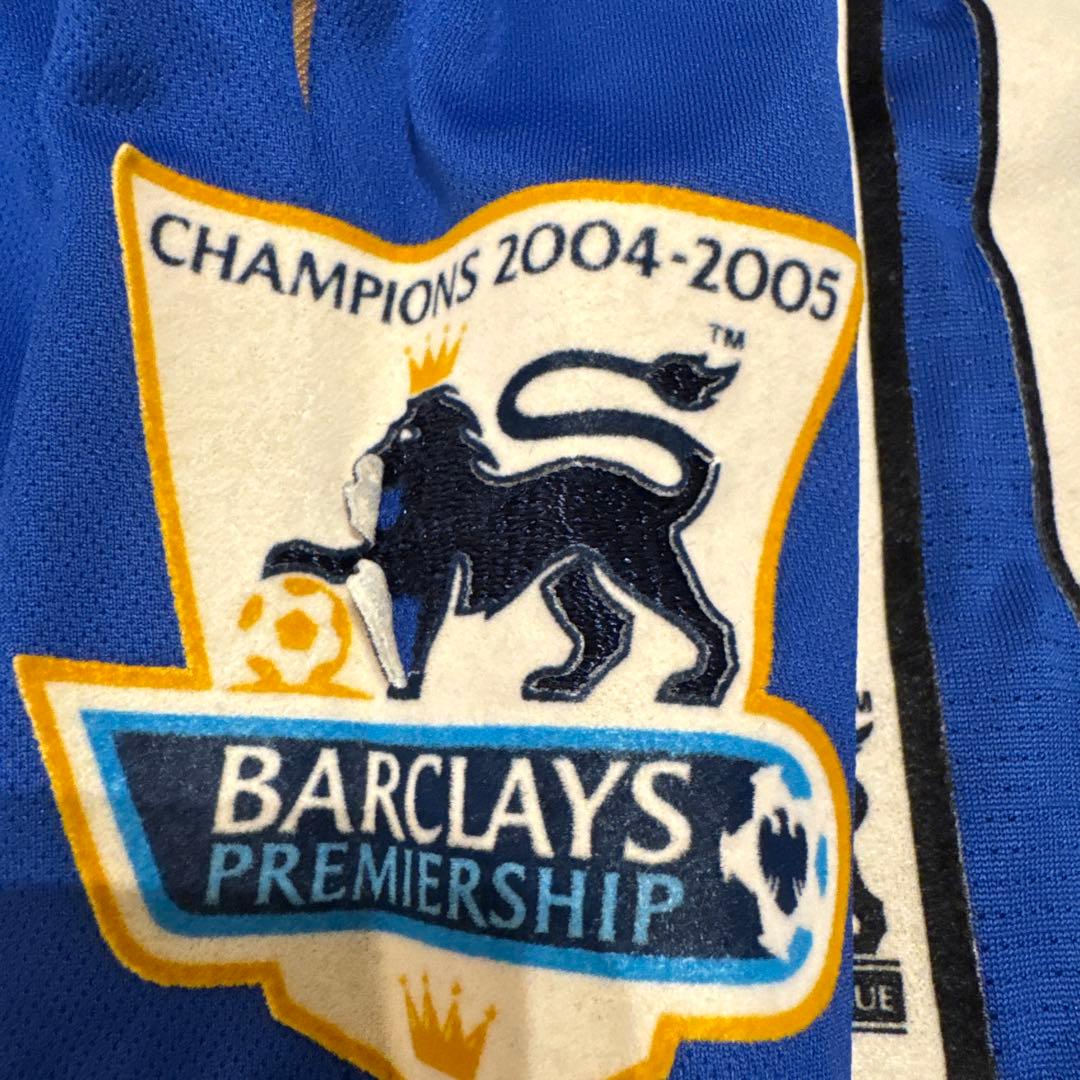 CHAMPIONS 2004-2005
TM
BARCLAYS
PREMIERSHIP